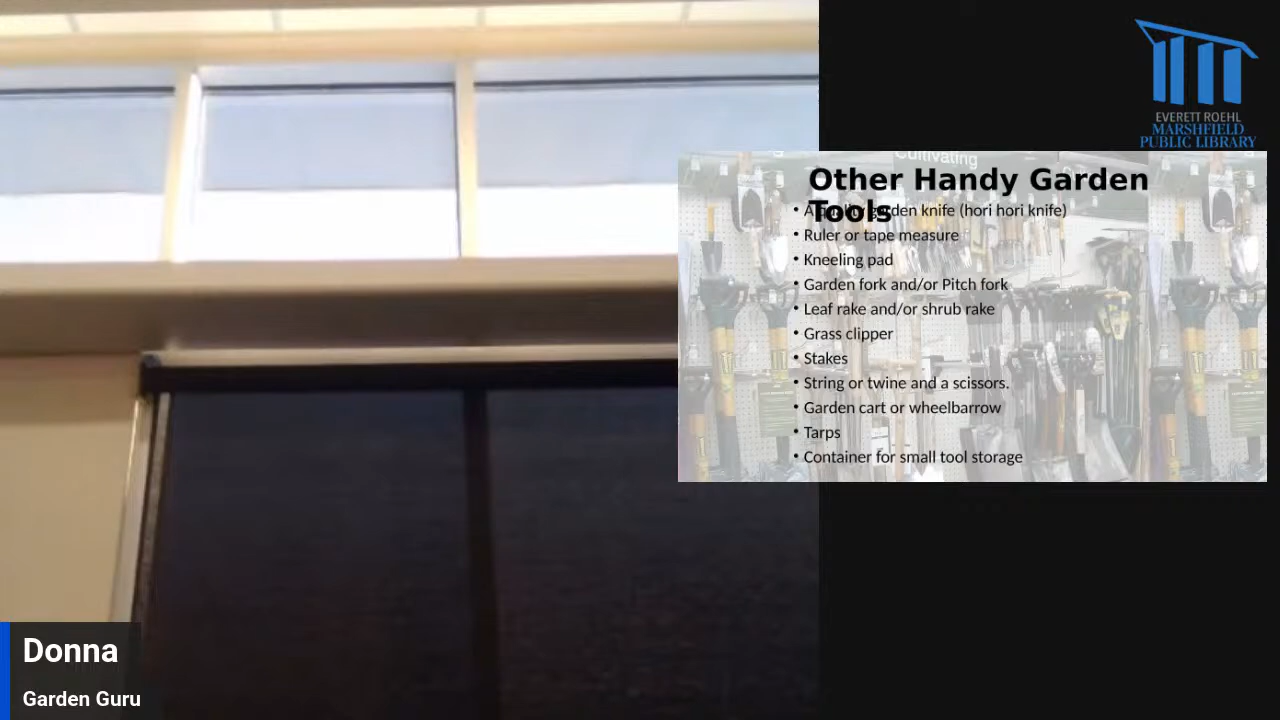 EVERETT ROEHL
MARSHFIELD
PUBLIC LIBRARY
Cultivating
Other Handy Garden
Tools
• A quality garden knife (hori hori knife)
• Ruler or tape measure
• Kneeling pad
• Garden fork and/or Pitch fork
• Leaf rake and/or shrub rake
• Grass clipper
• Stakes
• String or twine and a scissors.
• Garden cart or wheelbarrow
• Tarps
• Container for small tool storage
Donna
Garden Guru